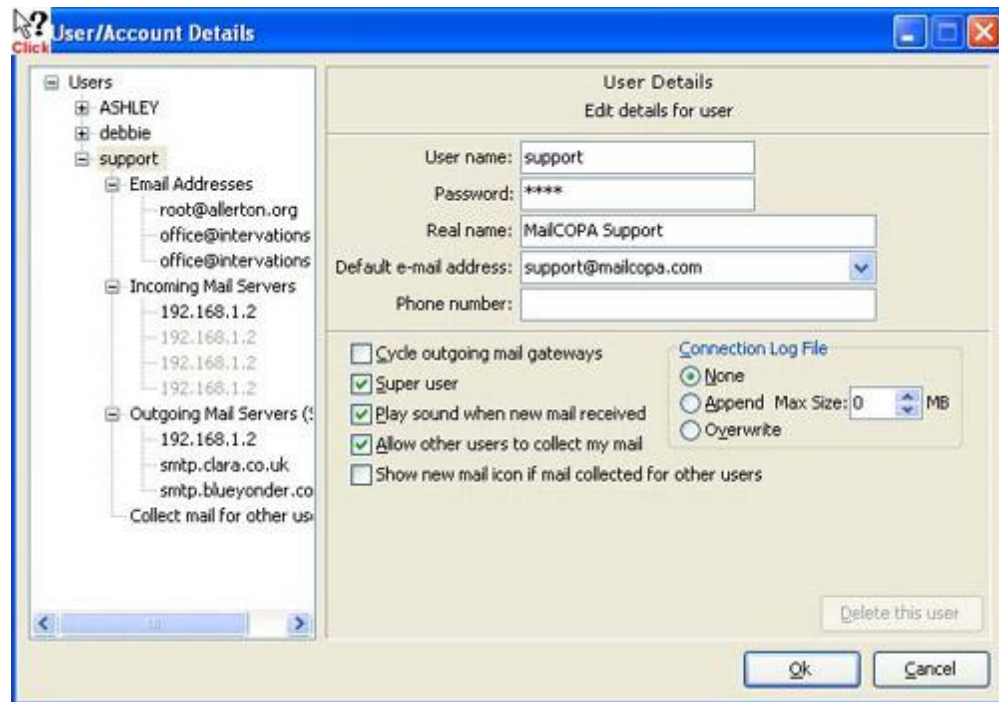 Click
User/Account Details
Users
ASHLEY
debbie
support
Email Addresses
root@allerton.org
office@intervations
office@intervations
Incoming Mail Servers
192.168.1.2
192.168.1.2
192.168.1.2
192.168.1.2
Outgoing Mail Servers (S
192.168.1.2
smtp.clara.co.uk
smtp.blueyonder.co
Collect mail for other use
User Details
Edit details for user
User name: support
Password: ****
Real name: MailCOPA Support
Default e-mail address: support@mailcopa.com
Phone number:
Cycle outgoing mail gateways
Super user
Play sound when new mail received
Allow other users to collect my mail
Show new mail icon if mail collected for other users
Connection Log File
None
Append Max Size: 0 MB
Overwrite
Delete this user
Ok
Cancel